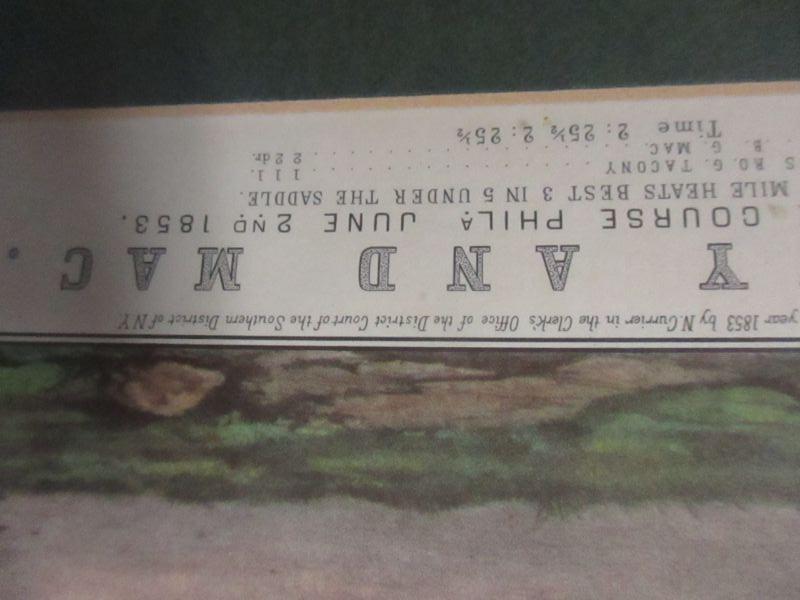 year 1853 by N. Currier in the Clerk's Office of the District Court of the Southern District of N.Y.
Y AND MAC.
COURSE PHILA. JUNE 2ND 1853.
MILE HEATS BEST 3 IN 5 UNDER THE SADDLE.
S RO. G. TACONY . . . . . . . . . . 1 1 1.
B. G. MAC. . . . . . . . . . . 2 2 dr.
Time 2:25½ 2:25½